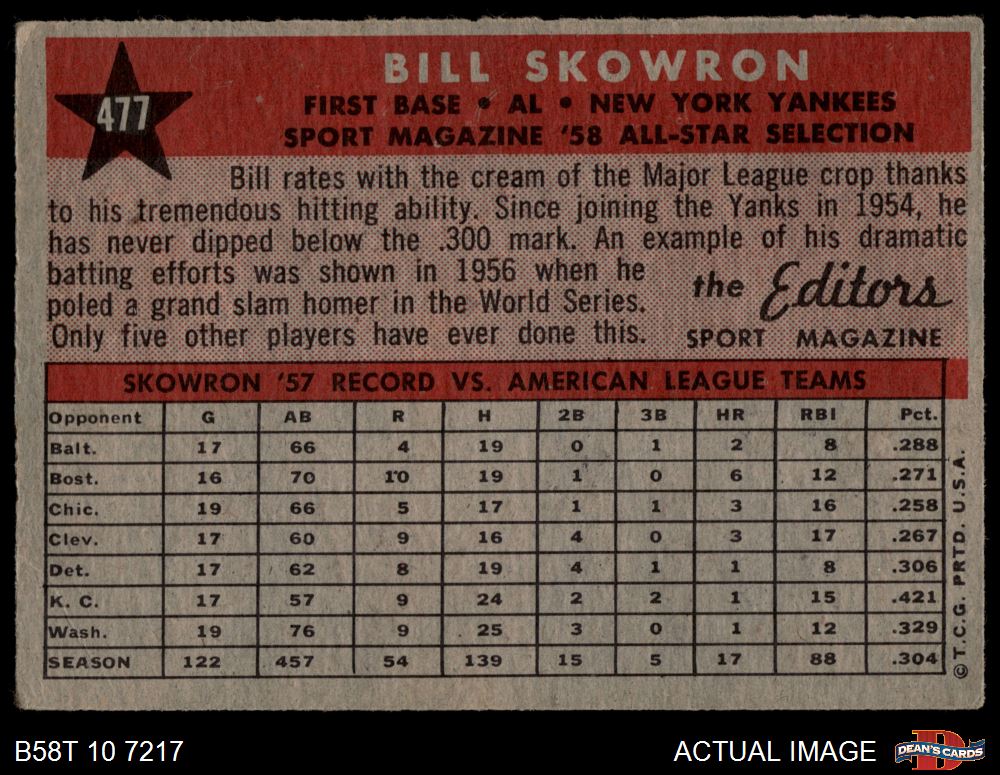 477
BILL SKOWRON
FIRST BASE • AL • NEW YORK YANKEES
SPORT MAGAZINE '58 ALL-STAR SELECTION
Bill rates with the cream of the Major League crop thanks
to his tremendous hitting ability. Since joining the Yanks in 1954, he
has never dipped below the .300 mark. An example of his dramatic
batting efforts was shown in 1956 when he
poled a grand slam homer in the World Series.
Only five other players have ever done this.
the Editors
SPORT MAGAZINE
SKOWRON '57 RECORD VS. AMERICAN LEAGUE TEAMS
Opponent G AB R H 2B 3B HR RBI Pct.
Balt. 17 66 4 19 0 1 2 8 .288
Bost. 16 70 10 19 1 0 6 12 .271
Chic. 19 66 5 17 1 1 3 16 .258
Clev. 17 60 9 16 4 0 3 17 .267
Det. 17 62 8 19 4 1 1 8 .306
K. C. 17 57 9 24 2 2 1 15 .421
Wash. 19 76 9 25 3 0 1 12 .329
SEASON 122 457 54 139 15 5 17 88 .304
© T.C.G. PRTD. U.S.A.
B58T 10 7217
ACTUAL IMAGE
DEAN'S CARDS